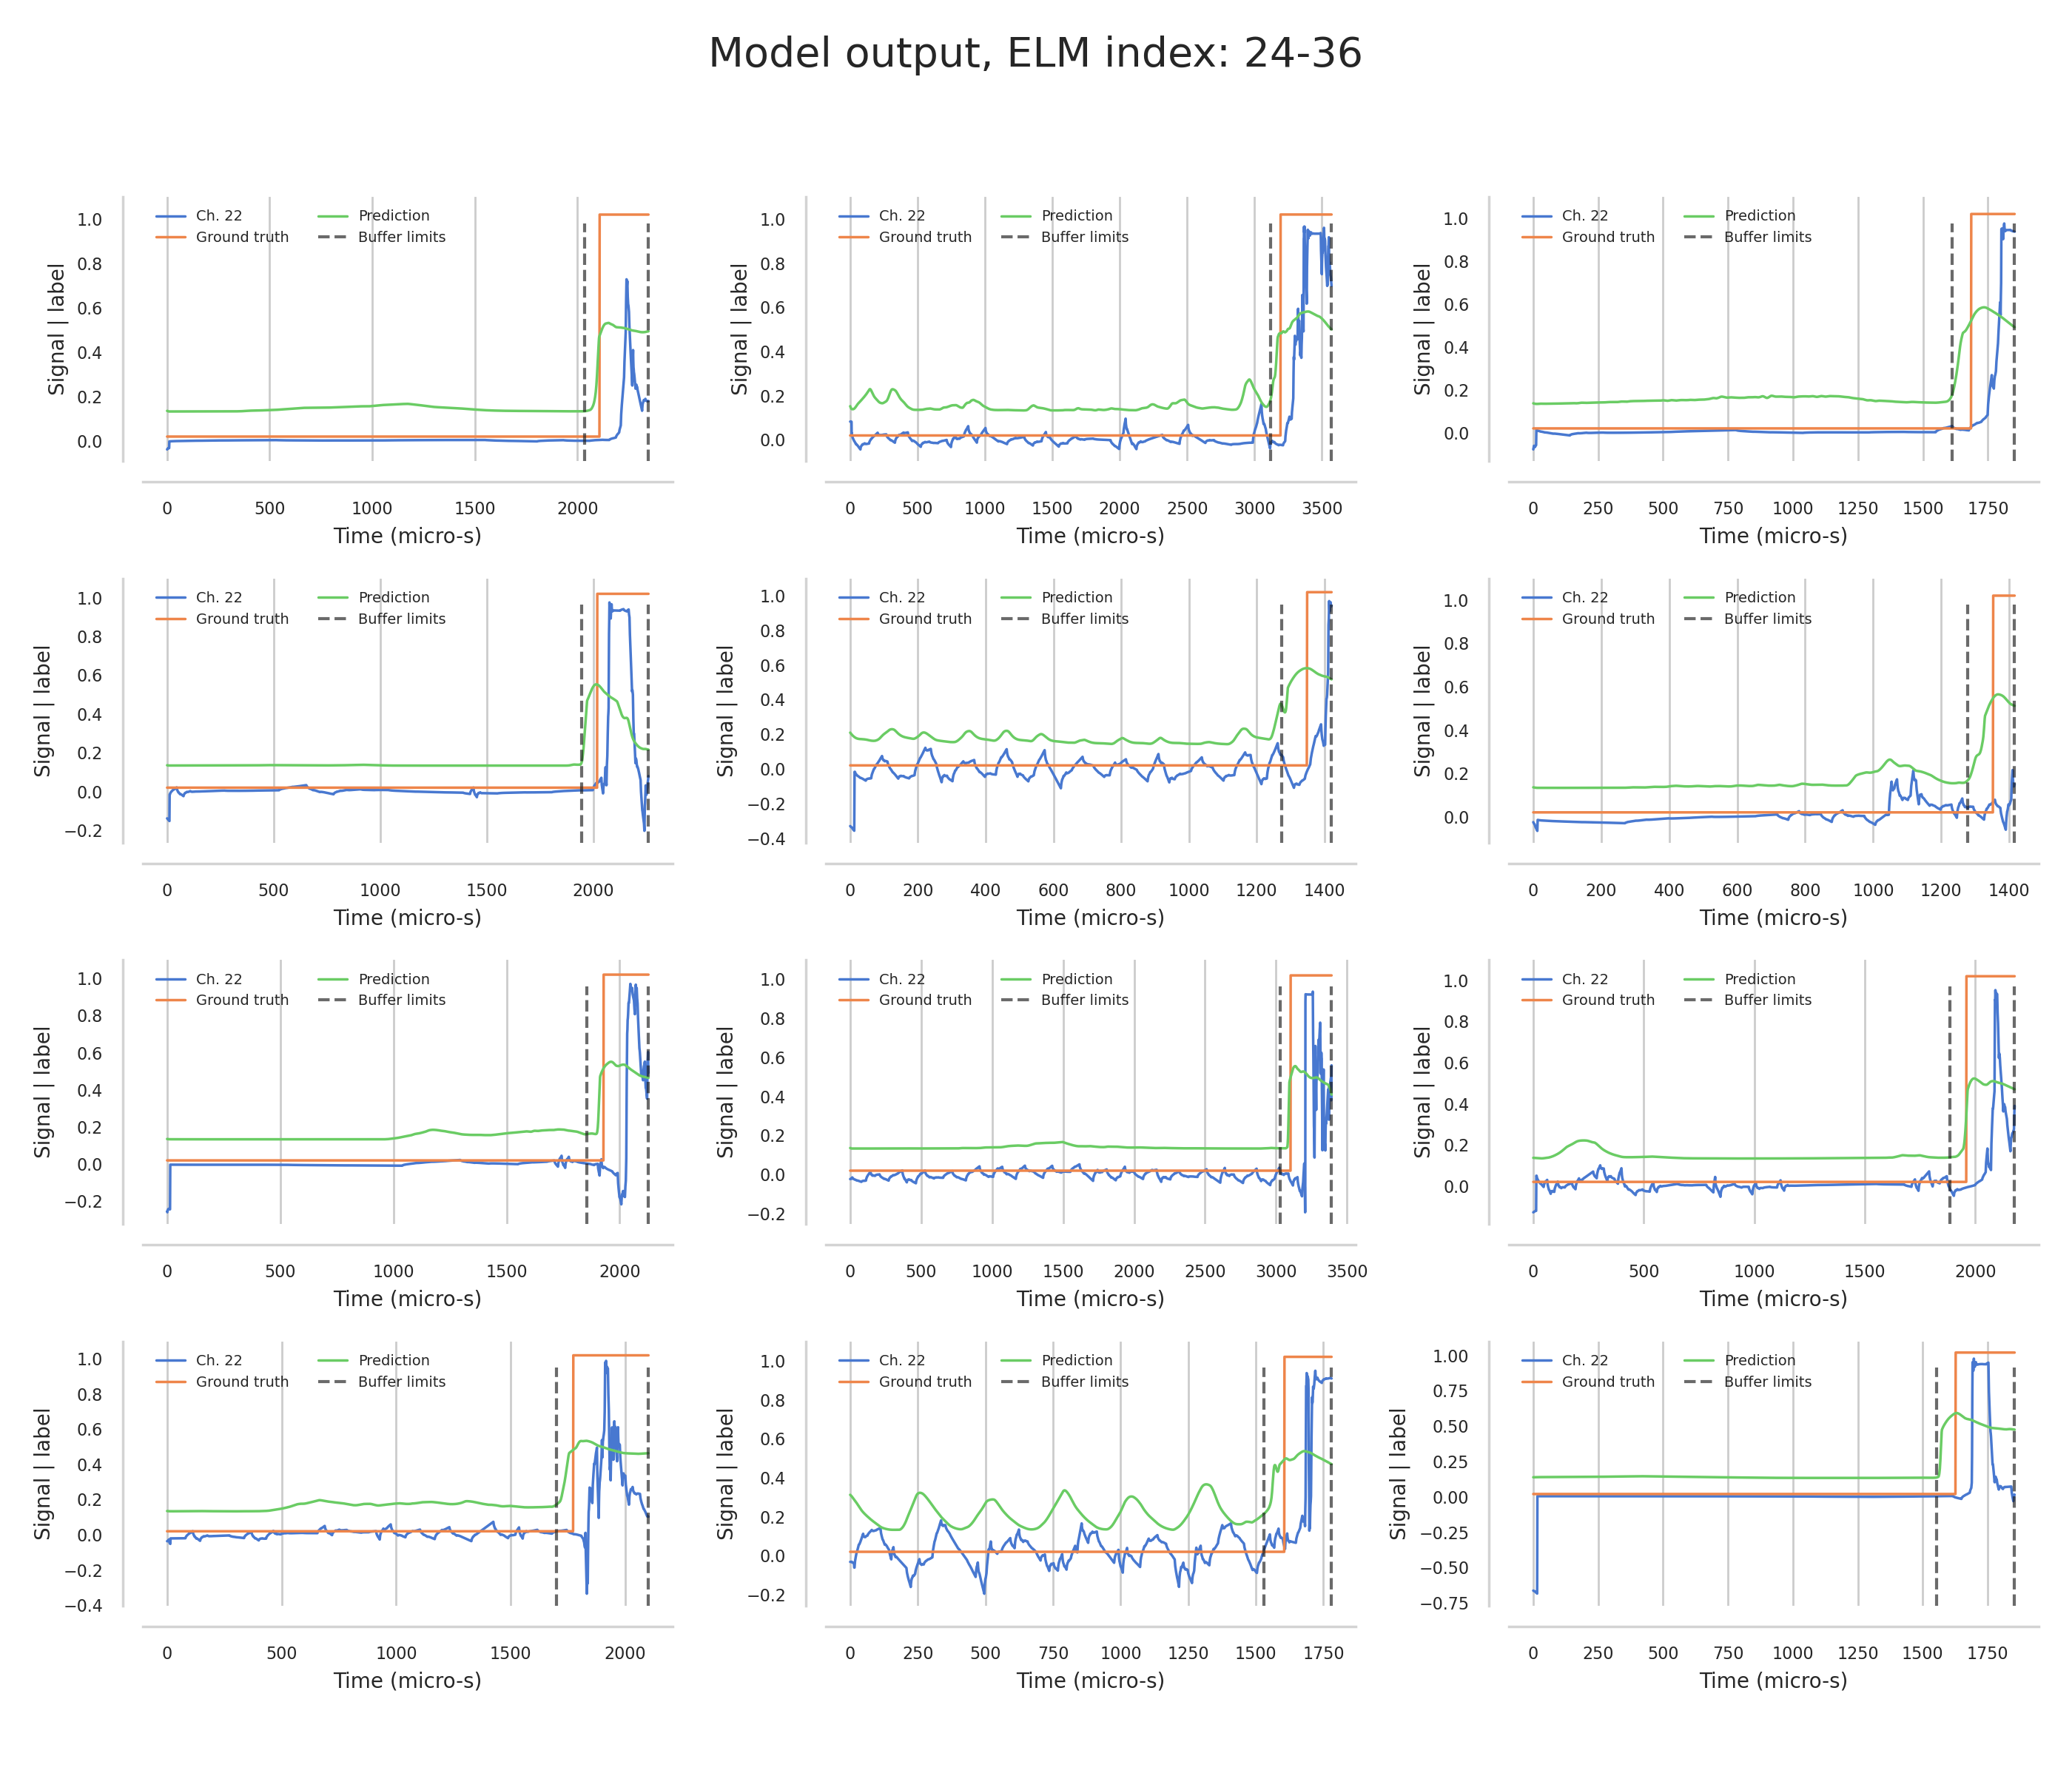 Model output, ELM index: 24-36
Ch. 22 Prediction
Ground truth Buffer limits
Signal | label
1.0
0.8
0.6
0.4
0.2
0.0
0 500 1000 1500 2000
Time (micro-s)
Ch. 22 Prediction
Ground truth Buffer limits
Signal | label
1.0
0.8
0.6
0.4
0.2
0.0
0 500 1000 1500 2000 2500 3000 3500
Time (micro-s)
Ch. 22 Prediction
Ground truth Buffer limits
Signal | label
1.0
0.8
0.6
0.4
0.2
0.0
0 250 500 750 1000 1250 1500 1750
Time (micro-s)
Ch. 22 Prediction
Ground truth Buffer limits
Signal | label
1.0
0.8
0.6
0.4
0.2
0.0
−0.2
0 500 1000 1500 2000
Time (micro-s)
Ch. 22 Prediction
Ground truth Buffer limits
Signal | label
1.0
0.8
0.6
0.4
0.2
0.0
−0.2
−0.4
0 200 400 600 800 1000 1200 1400
Time (micro-s)
Ch. 22 Prediction
Ground truth Buffer limits
Signal | label
1.0
0.8
0.6
0.4
0.2
0.0
0 200 400 600 800 1000 1200 1400
Time (micro-s)
Ch. 22 Prediction
Ground truth Buffer limits
Signal | label
1.0
0.8
0.6
0.4
0.2
0.0
−0.2
0 500 1000 1500 2000
Time (micro-s)
Ch. 22 Prediction
Ground truth Buffer limits
Signal | label
1.0
0.8
0.6
0.4
0.2
0.0
−0.2
0 500 1000 1500 2000 2500 3000 3500
Time (micro-s)
Ch. 22 Prediction
Ground truth Buffer limits
Signal | label
1.0
0.8
0.6
0.4
0.2
0.0
0 500 1000 1500 2000
Time (micro-s)
Ch. 22 Prediction
Ground truth Buffer limits
Signal | label
1.0
0.8
0.6
0.4
0.2
0.0
−0.2
−0.4
0 500 1000 1500 2000
Time (micro-s)
Ch. 22 Prediction
Ground truth Buffer limits
Signal | label
1.0
0.8
0.6
0.4
0.2
0.0
−0.2
0 250 500 750 1000 1250 1500 1750
Time (micro-s)
Ch. 22 Prediction
Ground truth Buffer limits
Signal | label
1.00
0.75
0.50
0.25
0.00
−0.25
−0.50
−0.75
0 250 500 750 1000 1250 1500 1750
Time (micro-s)